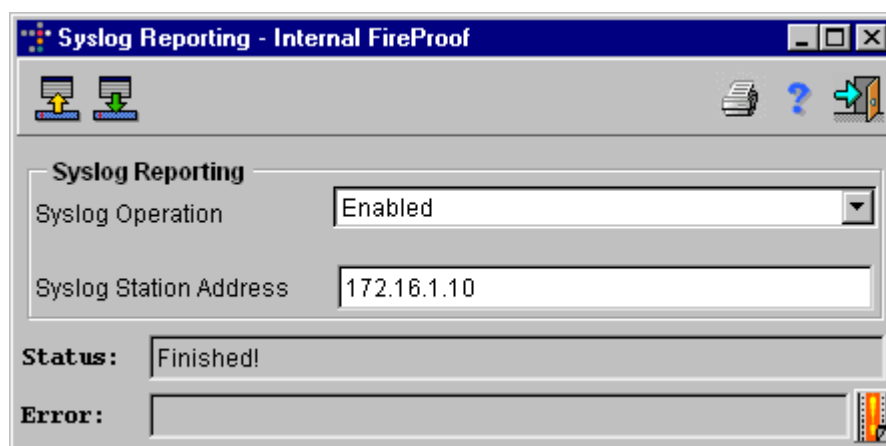 Syslog Reporting - Internal FireProof
Syslog Reporting
Syslog Operation Enabled
Syslog Station Address 172.16.1.10
Status: Finished!
Error: